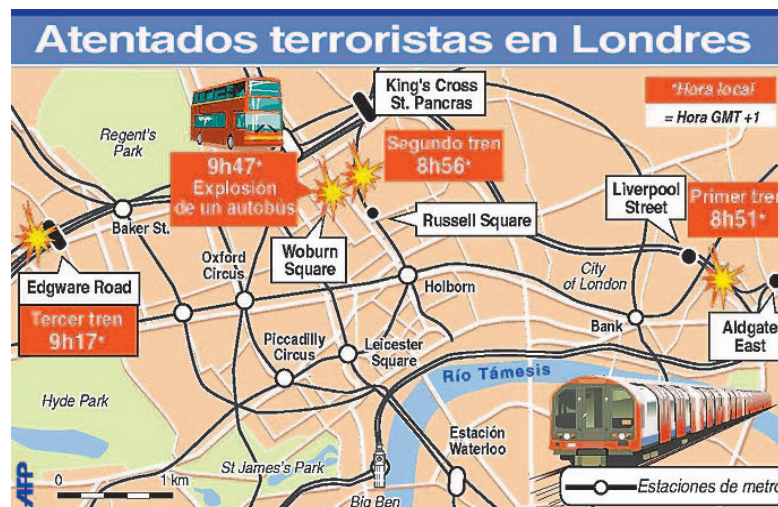 Atentados terroristas en Londres
King's Cross
St. Pancras
*Hora local
= Hora GMT +1
Regent's
Park
9h47*
Explosión
de un autobús
Segundo tren
8h56*
Liverpool
Street
Primer tren
8h51*
Baker St.
Russell Square
Woburn
Square
Oxford
Circus
Edgware Road
Tercer tren
9h17*
Holborn
City
of London
Bank
Aldgate
East
Piccadilly
Circus
Leicester
Square
Río Támesis
Hyde Park
St James's Park
Estación
Waterloo
Big Ben
AFP
0 1 km
Estaciones de metro